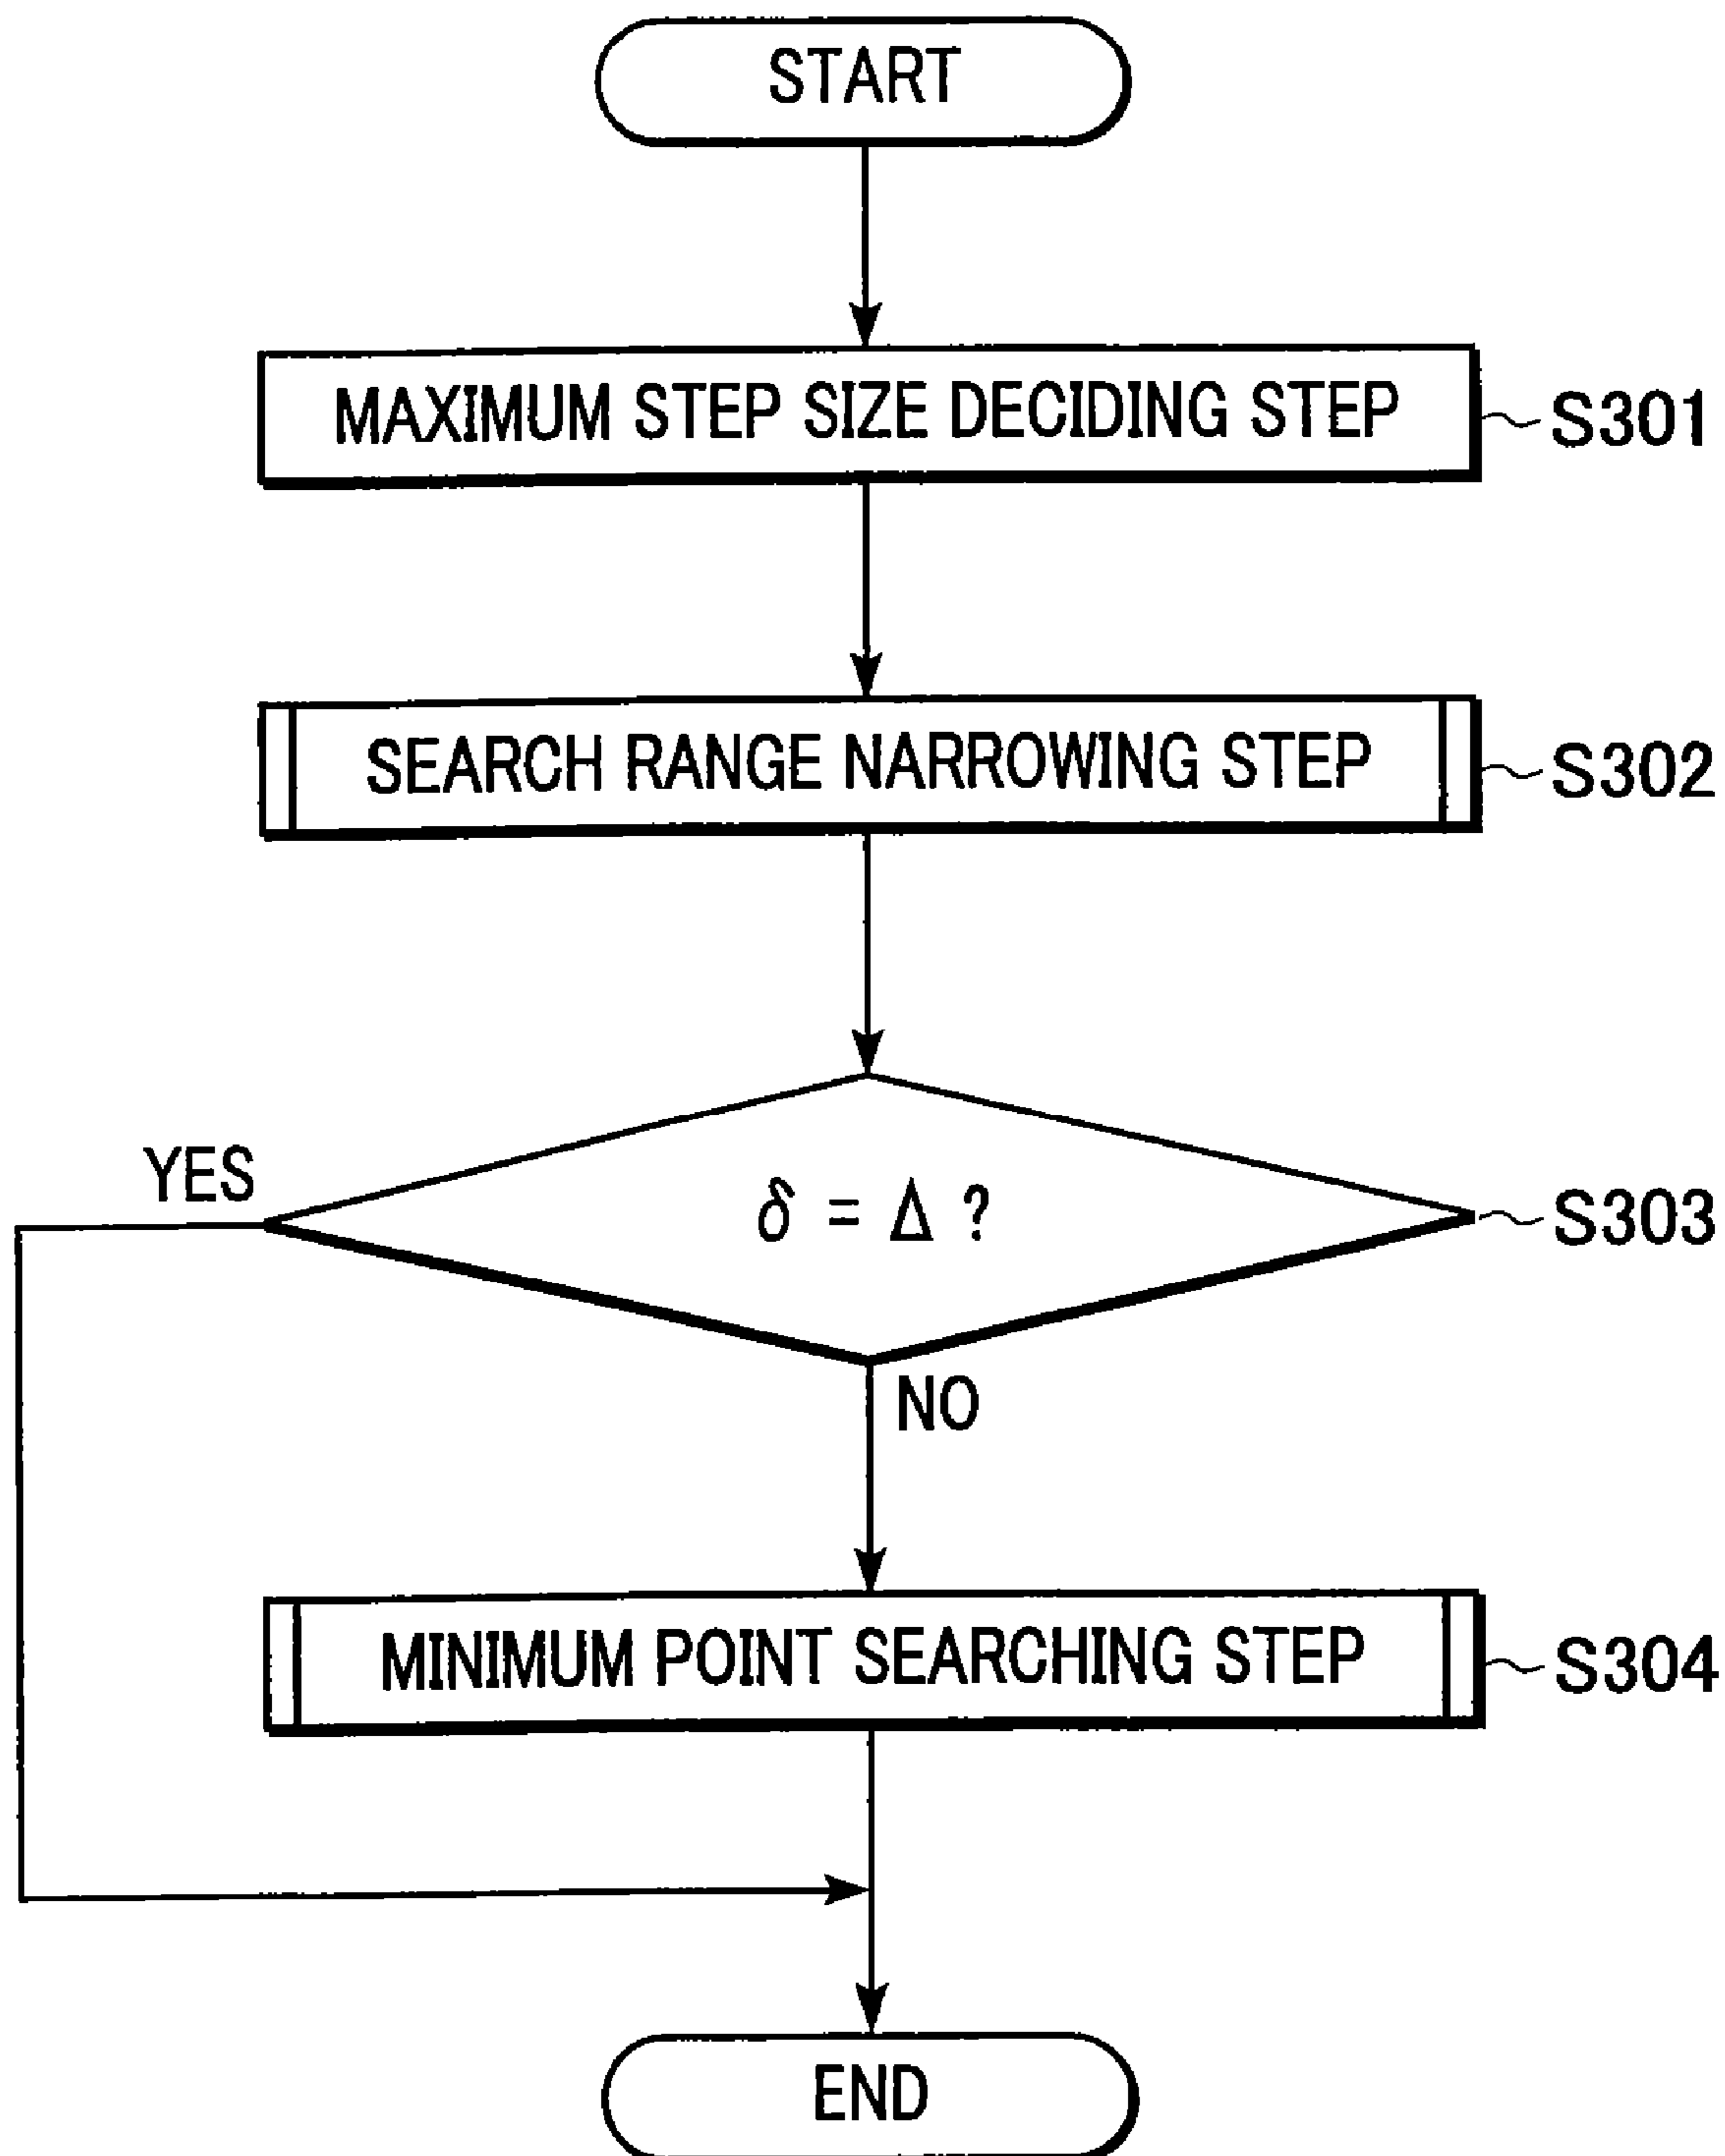 START
MAXIMUM STEP SIZE DECIDING STEP S301
SEARCH RANGE NARROWING STEP S302
YES
δ = Δ ? S303
NO
MINIMUM POINT SEARCHING STEP S304
END